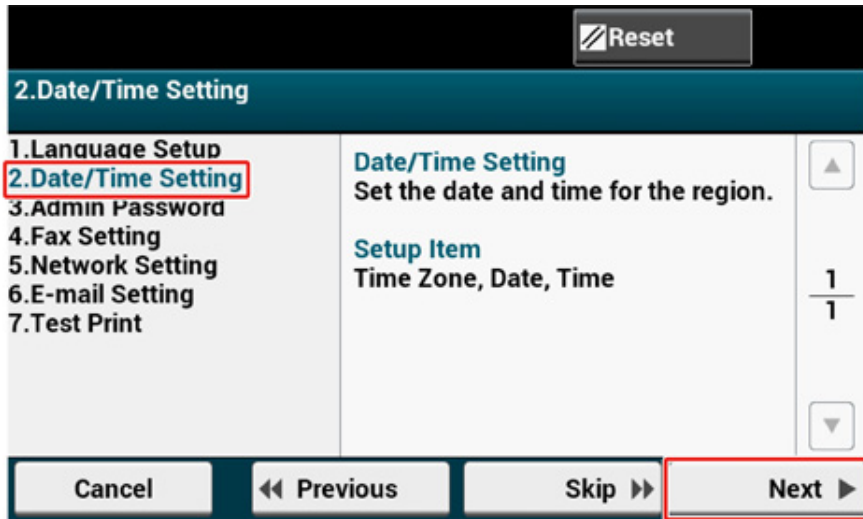 Reset
2.Date/Time Setting
1.Language Setup
2.Date/Time Setting
3.Admin Password
4.Fax Setting
5.Network Setting
6.E-mail Setting
7.Test Print
Date/Time Setting
Set the date and time for the region.
Setup Item
Time Zone, Date, Time
1
1
Cancel
Previous
Skip
Next